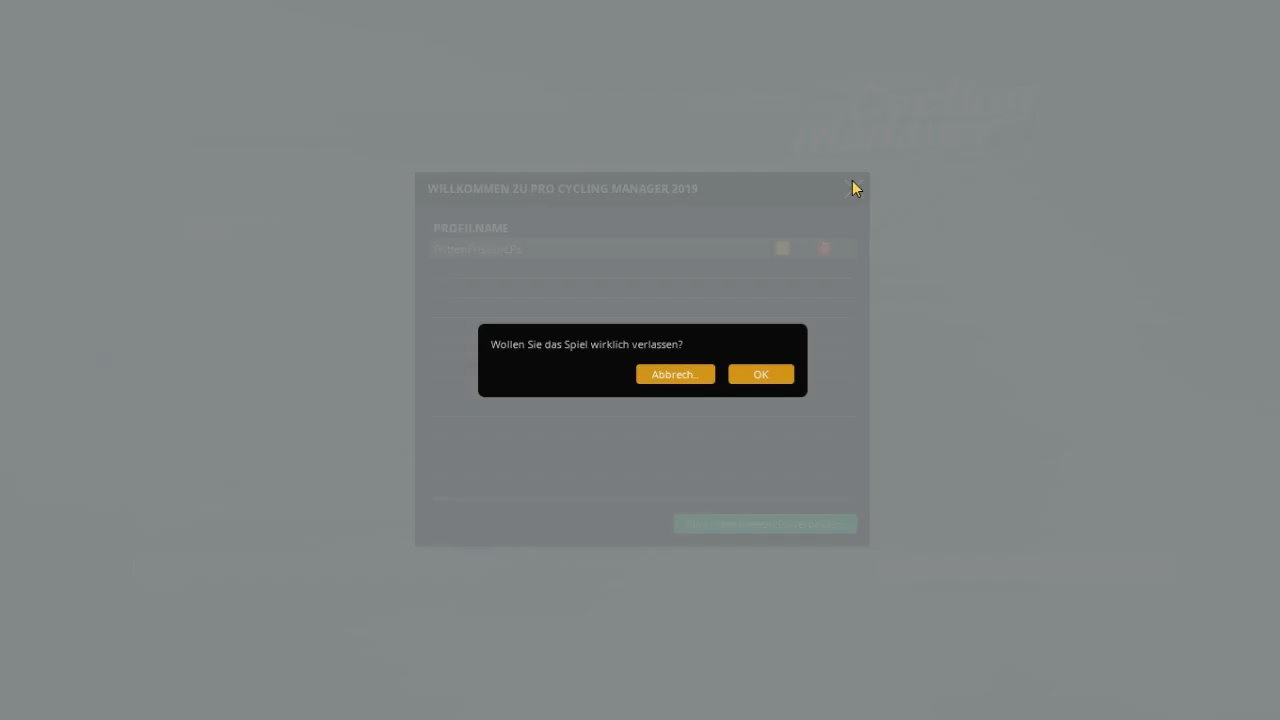 WILLKOMMEN ZU PRO CYCLING MANAGER 2019
PROFILNAME
Wollen Sie das Spiel wirklich verlassen?
Abbrech..
OK